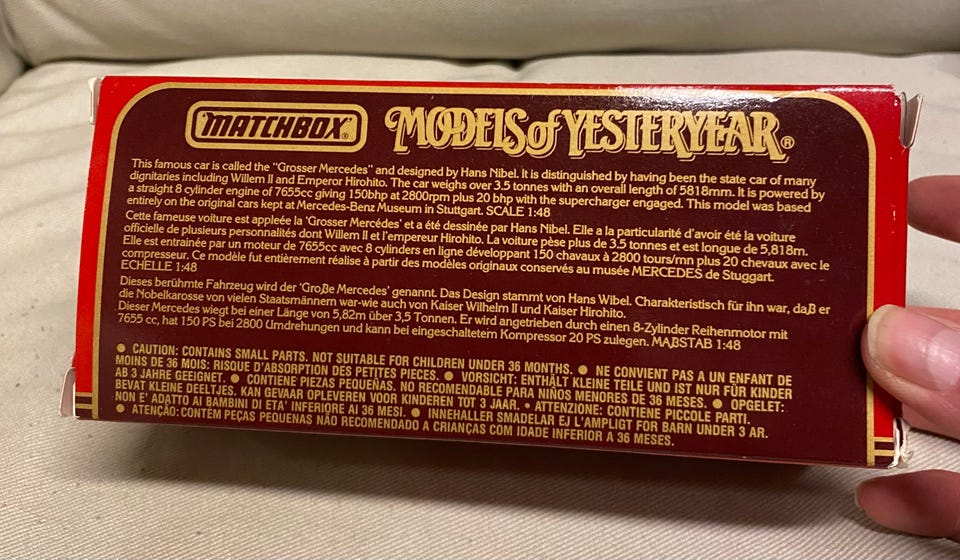 MATCHBOX® MODELS of YESTERYEAR®
This famous car is called the "Grosser Mercedes" and designed by Hans Nibel. It is distinguished by having been the state car of many
dignitaries including Willem II and Emperor Hirohito. The car weighs over 3.5 tonnes with an overall length of 5818mm. It is powered by
a straight 8 cylinder engine of 7655cc giving 150bhp at 2800rpm plus 20 bhp with the supercharger engaged. This model was based
entirely on the original cars kept at Mercedes-Benz Museum in Stuttgart. SCALE 1:48
Cette fameuse voiture est appleée la 'Grosser Mercédes' et a été dessinée par Hans Nibel. Elle a la particularité d'avoir été la voiture
officielle de plusieurs personnalités dont Willem II et l'empereur Hirohito. La voiture pèse plus de 3,5 tonnes et est longue de 5,818m.
Elle est entrainée par un moteur de 7655cc avec 8 cylinders en ligne développant 150 chavaux à 2800 tours/mn plus 20 chevaux avec le
compresseur. Ce modèle fut entièrement réalise à partir des modèles originaux conservés au musée MERCEDES de Stuggart.
ECHELLE 1:48
Dieses berühmte Fahrzeug wird der 'Große Mercedes' genannt. Das Design stammt von Hans Wibel. Charakteristisch für ihn war, daß er
die Nobelkarosse von vielen Staatsmännern war-wie auch von Kaiser Wilhelm II und Kaiser Hirohito.
Dieser Mercedes wiegt bei einer Länge von 5,82m über 3,5 Tonnen. Er wird angetrieben durch einen 8-Zylinder Reihenmotor mit
7655 cc, hat 150 PS bei 2800 Umdrehungen und kann bei eingeschaltetem Kompressor 20 PS zulegen. MAßSTAB 1:48
● CAUTION: CONTAINS SMALL PARTS. NOT SUITABLE FOR CHILDREN UNDER 36 MONTHS. ● NE CONVIENT PAS A UN ENFANT DE
MOINS DE 36 MOIS: RISQUE D'ABSORPTION DES PETITES PIECES. ● VORSICHT: ENTHÄLT KLEINE TEILE UND IST NUR FÜR KINDER
AB 3 JAHRE GEEIGNET. ● CONTIENE PIEZAS PEQUEÑAS. NO RECOMENDABLE PARA NIÑOS MENORES DE 36 MESES. ● OPGELET:
BEVAT KLEINE DEELTJES. KAN GEVAAR OPLEVEREN VOOR KINDEREN TOT 3 JAAR. ● ATTENZIONE: CONTIENE PICCOLE PARTI.
NON E' ADATTO AI BAMBINI DI ETA' INFERIORE AI 36 MESI. ● INNEHALLER SMADELAR EJ LAMPLIGT FOR BARN UNDER 3 AR.
● ATENÇÃO: CONTÉM PEÇAS PEQUENAS NÃO RECOMENDADO A CRIANÇAS COM IDADE INFERIOR A 36 MESES.